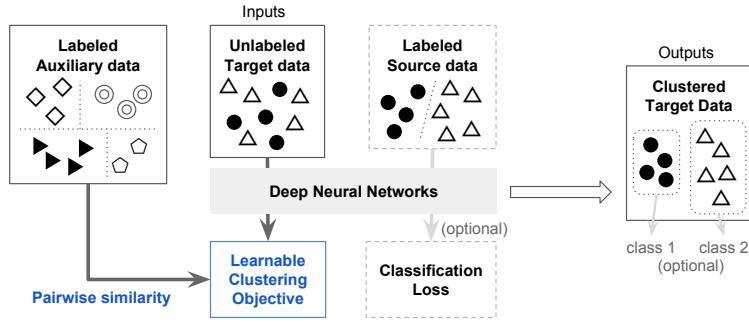 Inputs
Labeled
Auxiliary data
Unlabeled
Target data
Labeled
Source data
Outputs
Clustered
Target Data
Deep Neural Networks
(optional)
class 1
class 2
(optional)
Pairwise similarity
Learnable
Clustering
Objective
Classification
Loss